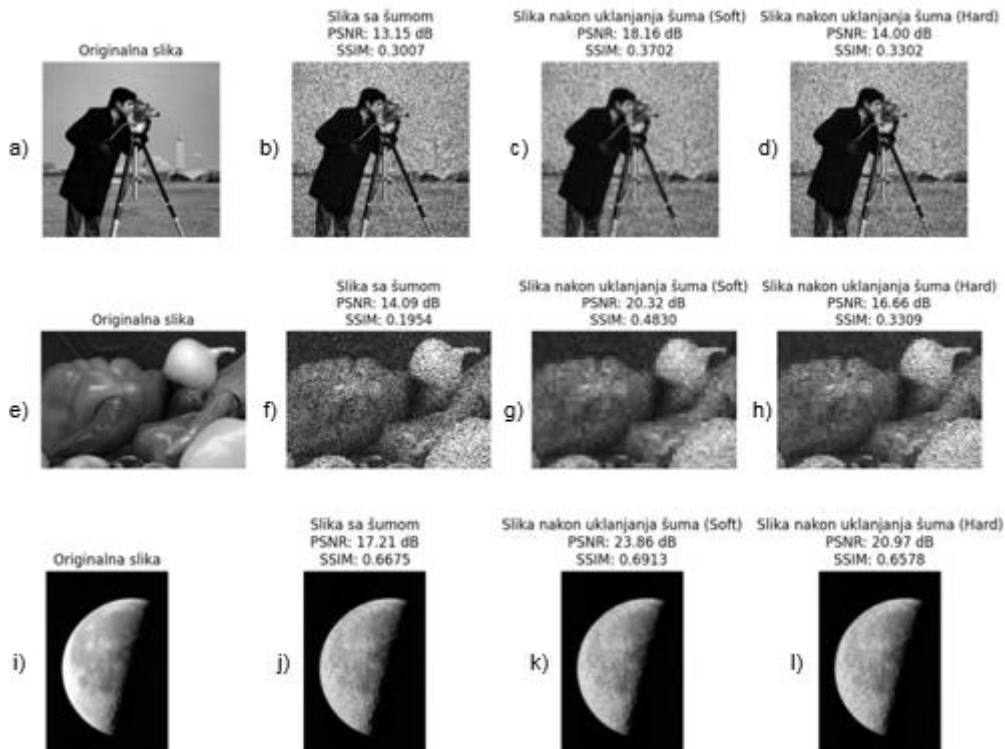 Originalna slika
Slika sa šumom
PSNR: 13.15 dB
SSIM: 0.3007
Slika nakon uklanjanja šuma (Soft)
PSNR: 18.16 dB
SSIM: 0.3702
Slika nakon uklanjanja šuma (Hard)
PSNR: 14.00 dB
SSIM: 0.3302
a)
b)
c)
d)
Originalna slika
Slika sa šumom
PSNR: 14.09 dB
SSIM: 0.1954
Slika nakon uklanjanja šuma (Soft)
PSNR: 20.32 dB
SSIM: 0.4830
Slika nakon uklanjanja šuma (Hard)
PSNR: 16.66 dB
SSIM: 0.3309
e)
f)
g)
h)
Originalna slika
Slika sa šumom
PSNR: 17.21 dB
SSIM: 0.6675
Slika nakon uklanjanja šuma (Soft)
PSNR: 23.86 dB
SSIM: 0.6913
Slika nakon uklanjanja šuma (Hard)
PSNR: 20.97 dB
SSIM: 0.6578
i)
j)
k)
l)